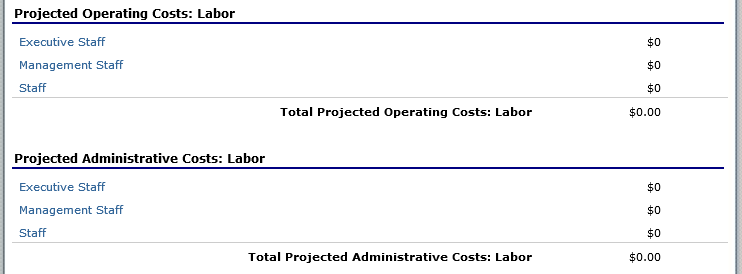 Projected Operating Costs: Labor
Executive Staff $0
Management Staff $0
Staff $0
Total Projected Operating Costs: Labor $0.00
Projected Administrative Costs: Labor
Executive Staff $0
Management Staff $0
Staff $0
Total Projected Administrative Costs: Labor $0.00